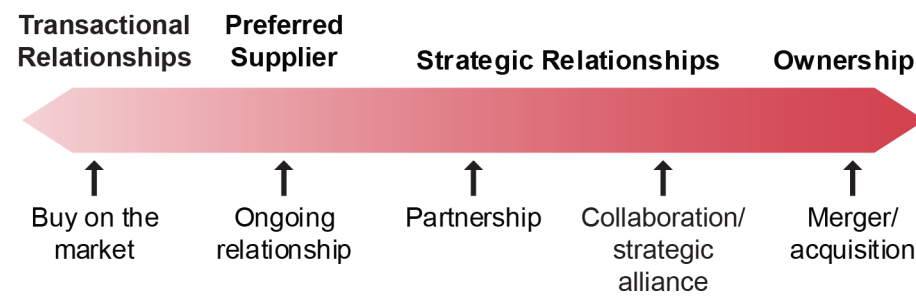 Transactional
Relationships
Preferred
Supplier
Strategic Relationships
Ownership
Buy on the
market
Ongoing
relationship
Partnership
Collaboration/
strategic
alliance
Merger/
acquisition